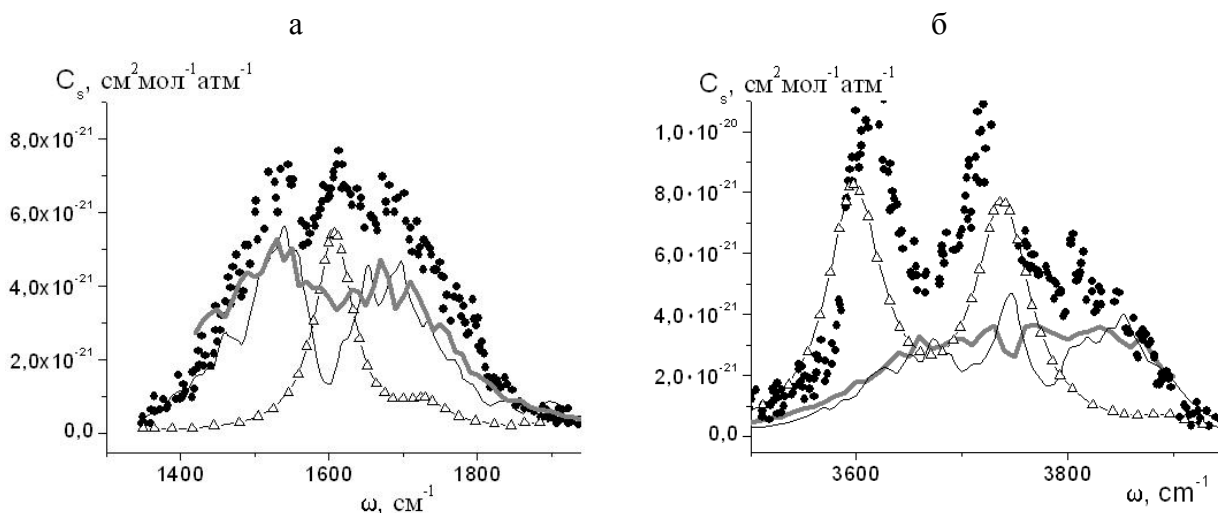 а
б
C_s, см²мол⁻¹атм⁻¹
8,0x10⁻²¹
6,0x10⁻²¹
4,0x10⁻²¹
2,0x10⁻²¹
0,0
1400
1600
1800
ω, см⁻¹
C_s, см²мол⁻¹атм⁻¹
1,0·10⁻²⁰
8,0·10⁻²¹
6,0·10⁻²¹
4,0·10⁻²¹
2,0·10⁻²¹
0,0
3600
3800
ω, cm⁻¹